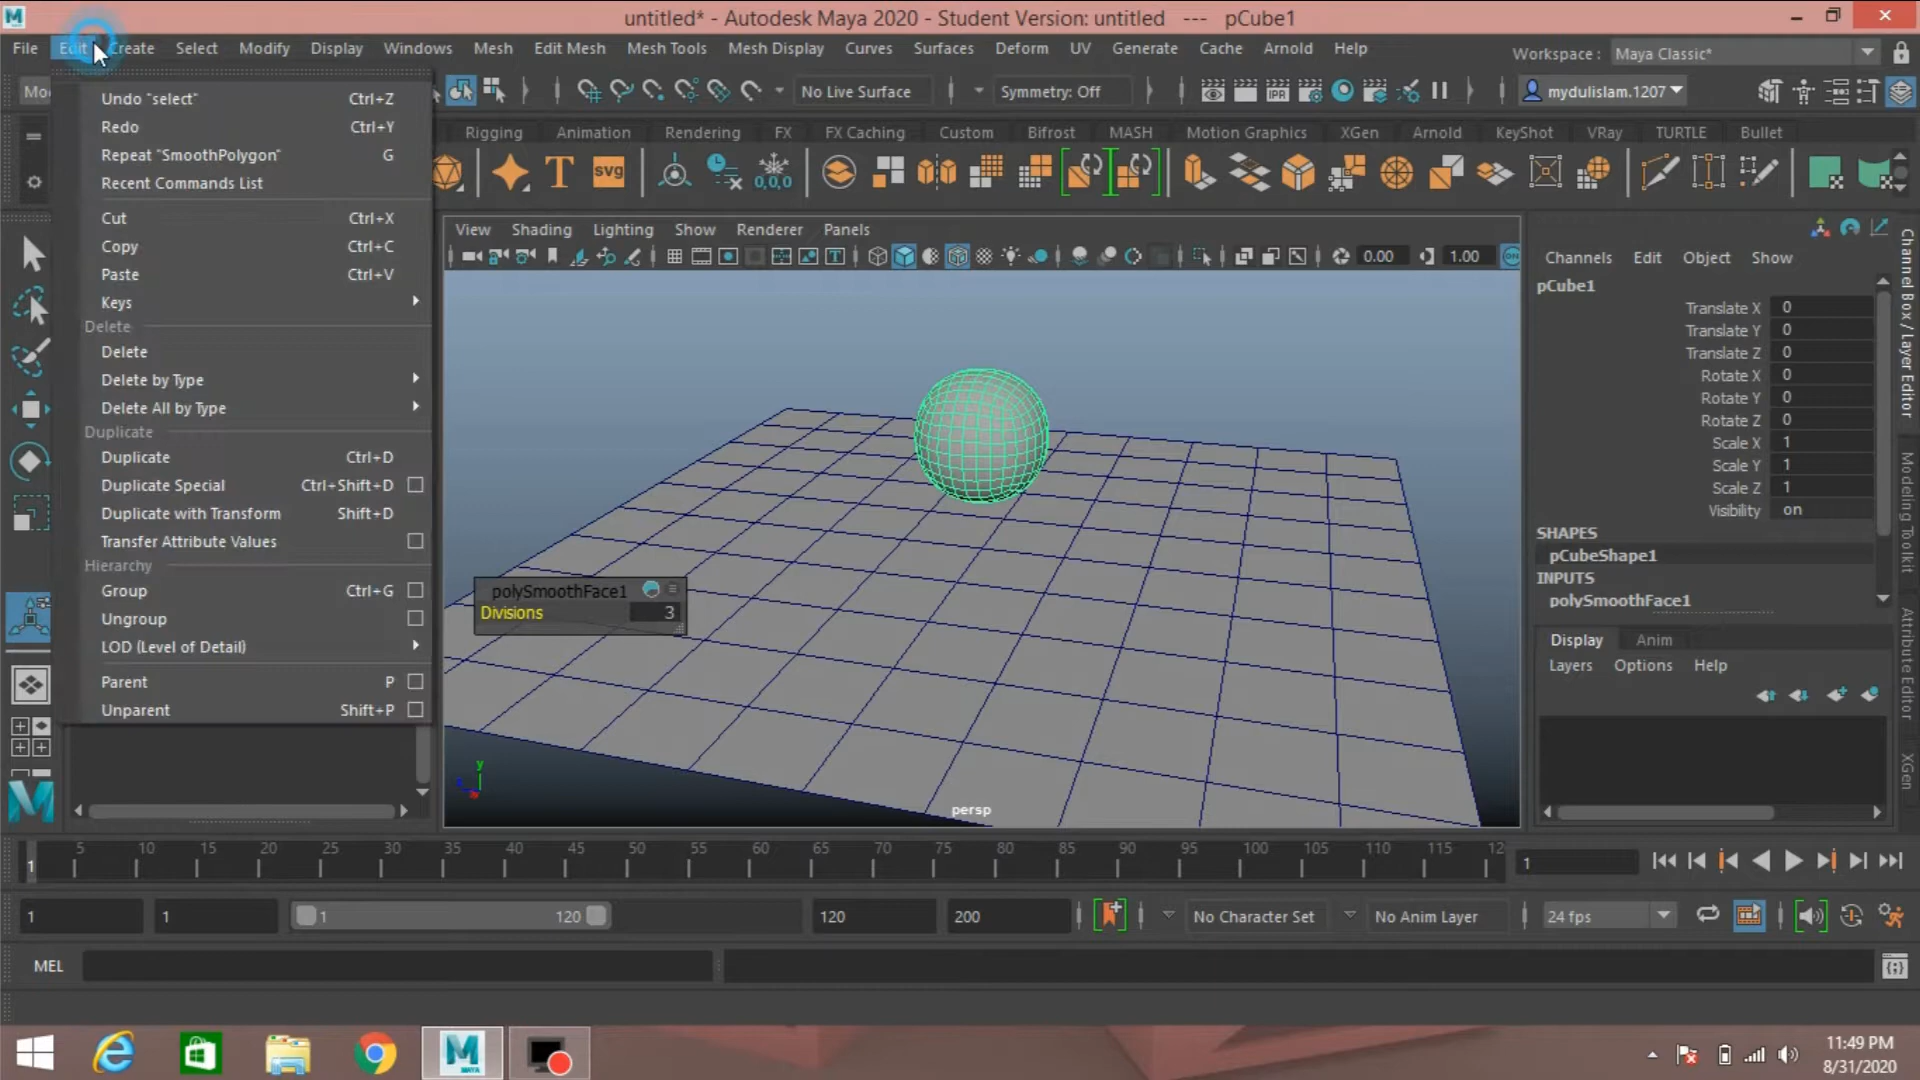 untitled* - Autodesk Maya 2020 - Student Version: untitled --- pCube1
File Edit Create Select Modify Display Windows Mesh Edit Mesh Mesh Tools Mesh Display Curves Surfaces Deform UV Generate Cache Arnold Help
Workspace : Maya Classic*
Mo
No Live Surface
Symmetry: Off
IPR
mydulislam.1207
Rigging Animation Rendering FX FX Caching Custom Bifrost MASH Motion Graphics XGen Arnold KeyShot VRay TURTLE Bullet
T
SVG
0,0,0
Undo "select" Ctrl+Z
Redo Ctrl+Y
Repeat "SmoothPolygon" G
Recent Commands List
Cut Ctrl+X
Copy Ctrl+C
Paste Ctrl+V
Keys
Delete
Delete
Delete by Type
Delete All by Type
Duplicate
Duplicate Ctrl+D
Duplicate Special Ctrl+Shift+D
Duplicate with Transform Shift+D
Transfer Attribute Values
Hierarchy
Group Ctrl+G
Ungroup
LOD (Level of Detail)
Parent P
Unparent Shift+P
View Shading Lighting Show Renderer Panels
0.00 1.00 ON
polySmoothFace1
Divisions 3
y
persp
Channels Edit Object Show
pCube1
Translate X 0
Translate Y 0
Translate Z 0
Rotate X 0
Rotate Y 0
Rotate Z 0
Scale X 1
Scale Y 1
Scale Z 1
Visibility on
SHAPES
pCubeShape1
INPUTS
polySmoothFace1
Display Anim
Layers Options Help
Channel Box / Layer Editor
Modeling Toolkit
Attribute Editor
XGen
5 10 15 20 25 30 35 40 45 50 55 60 65 70 75 80 85 90 95 100 105 110 115 12
1
1
1 1 1 120 120 200
No Character Set
No Anim Layer
24 fps
MEL
MAYA
11:49 PM
8/31/2020